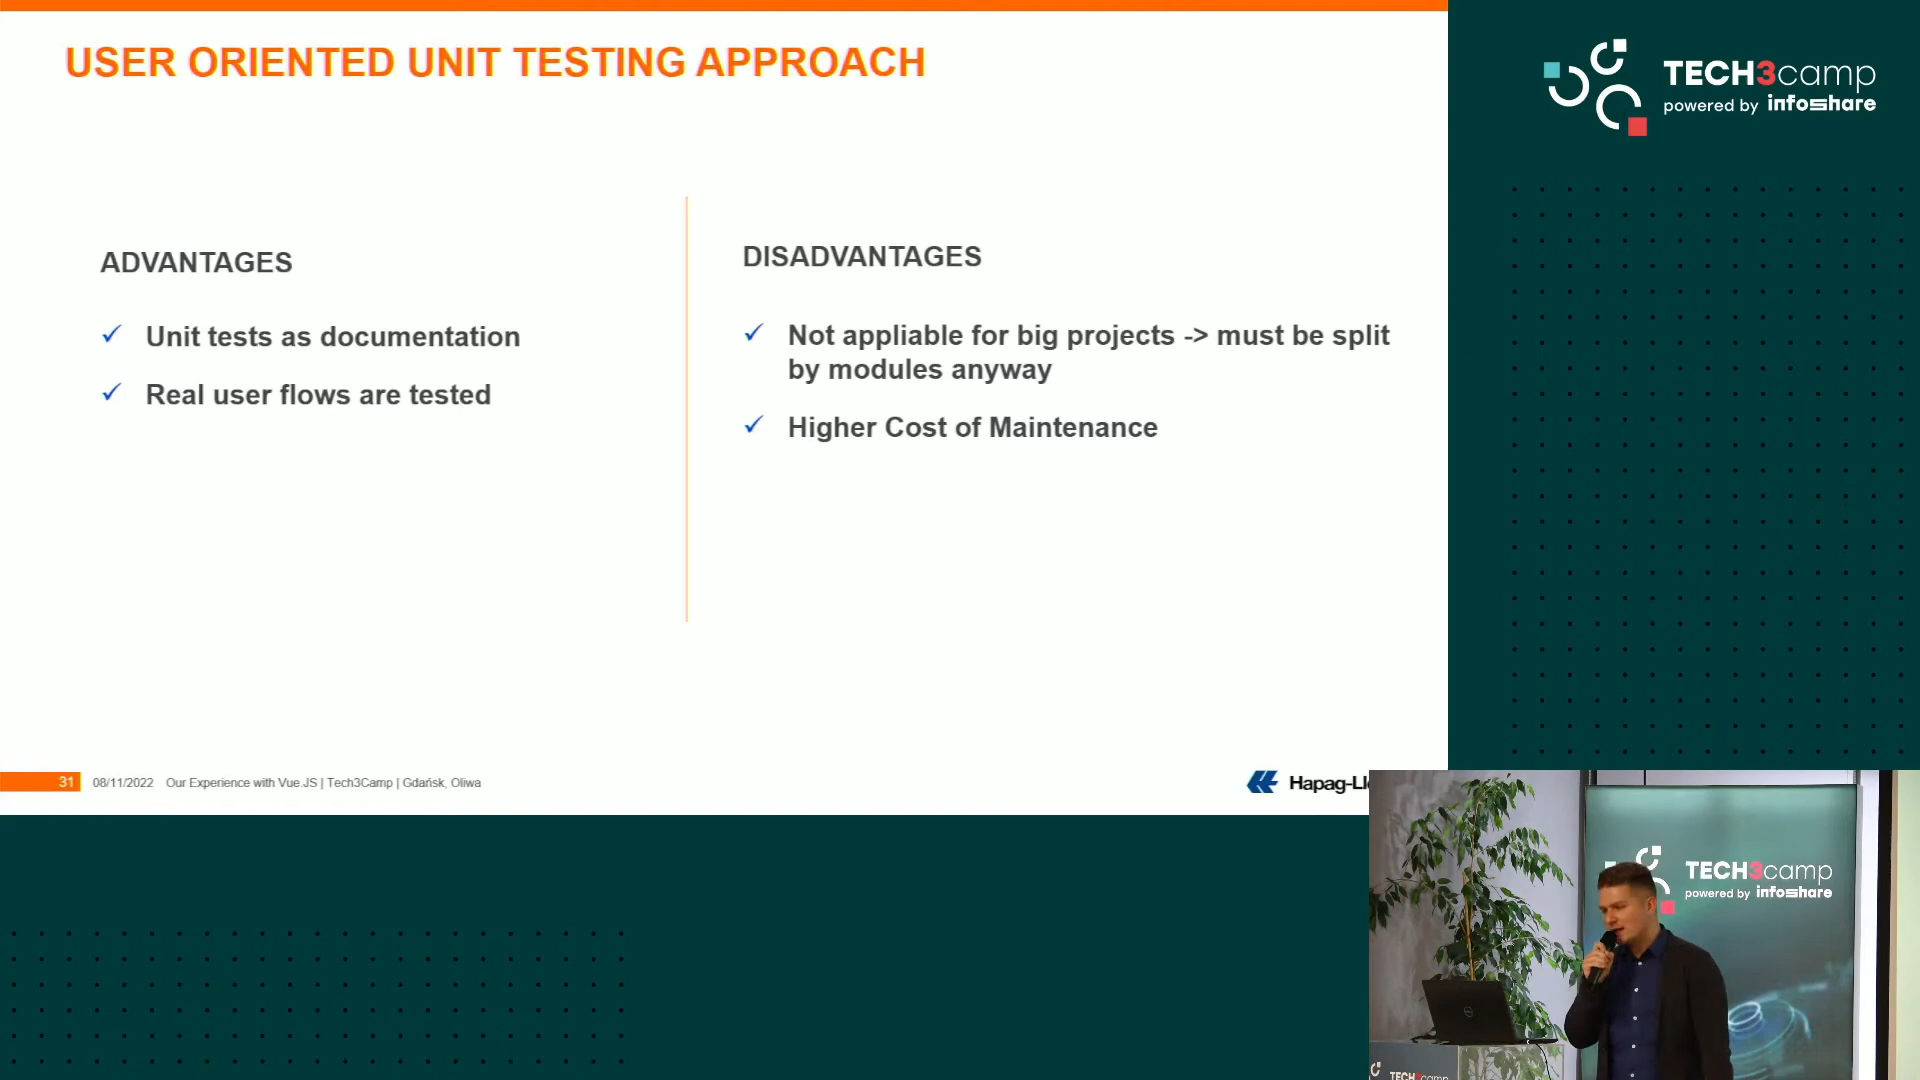 USER ORIENTED UNIT TESTING APPROACH
TECH3camp
powered by infoshare
ADVANTAGES
Unit tests as documentation
Real user flows are tested
DISADVANTAGES
Not appliable for big projects -> must be split
by modules anyway
Higher Cost of Maintenance
31 08/11/2022 Our Experience with Vue.JS | Tech3Camp | Gdańsk, Oliwa
TECH3camp
powered by infoshare
TECH3camp